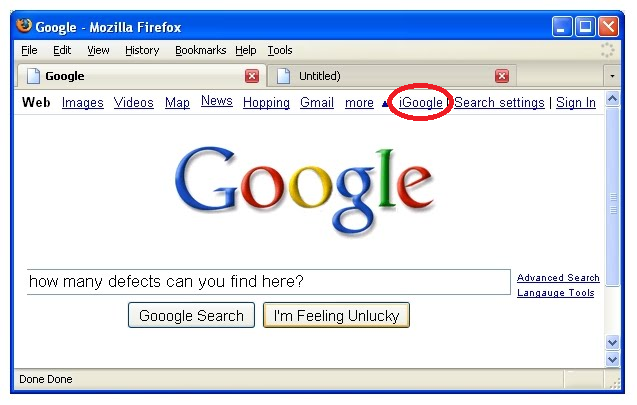 Google - Mozilla Firefox
File Edit View History Bookmarks Help Tools
Google Untitled)
Web Images Videos Map News Hopping Gmail more ▲ iGoogle | Search settings | Sign In
Google
how many defects can you find here?
Advanced Search
Langauge Tools
Gooogle Search I'm Feeling Unlucky
Done Done